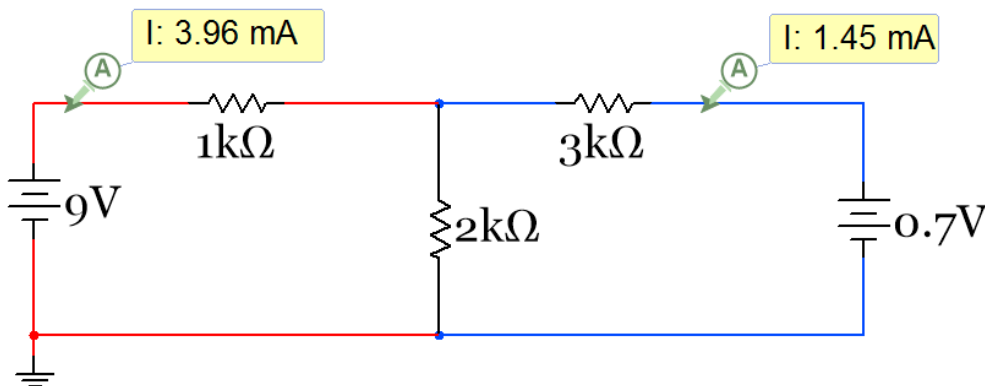 I: 3.96 mA
I: 1.45 mA
A
A
1kΩ
3kΩ
9V
2kΩ
0.7V